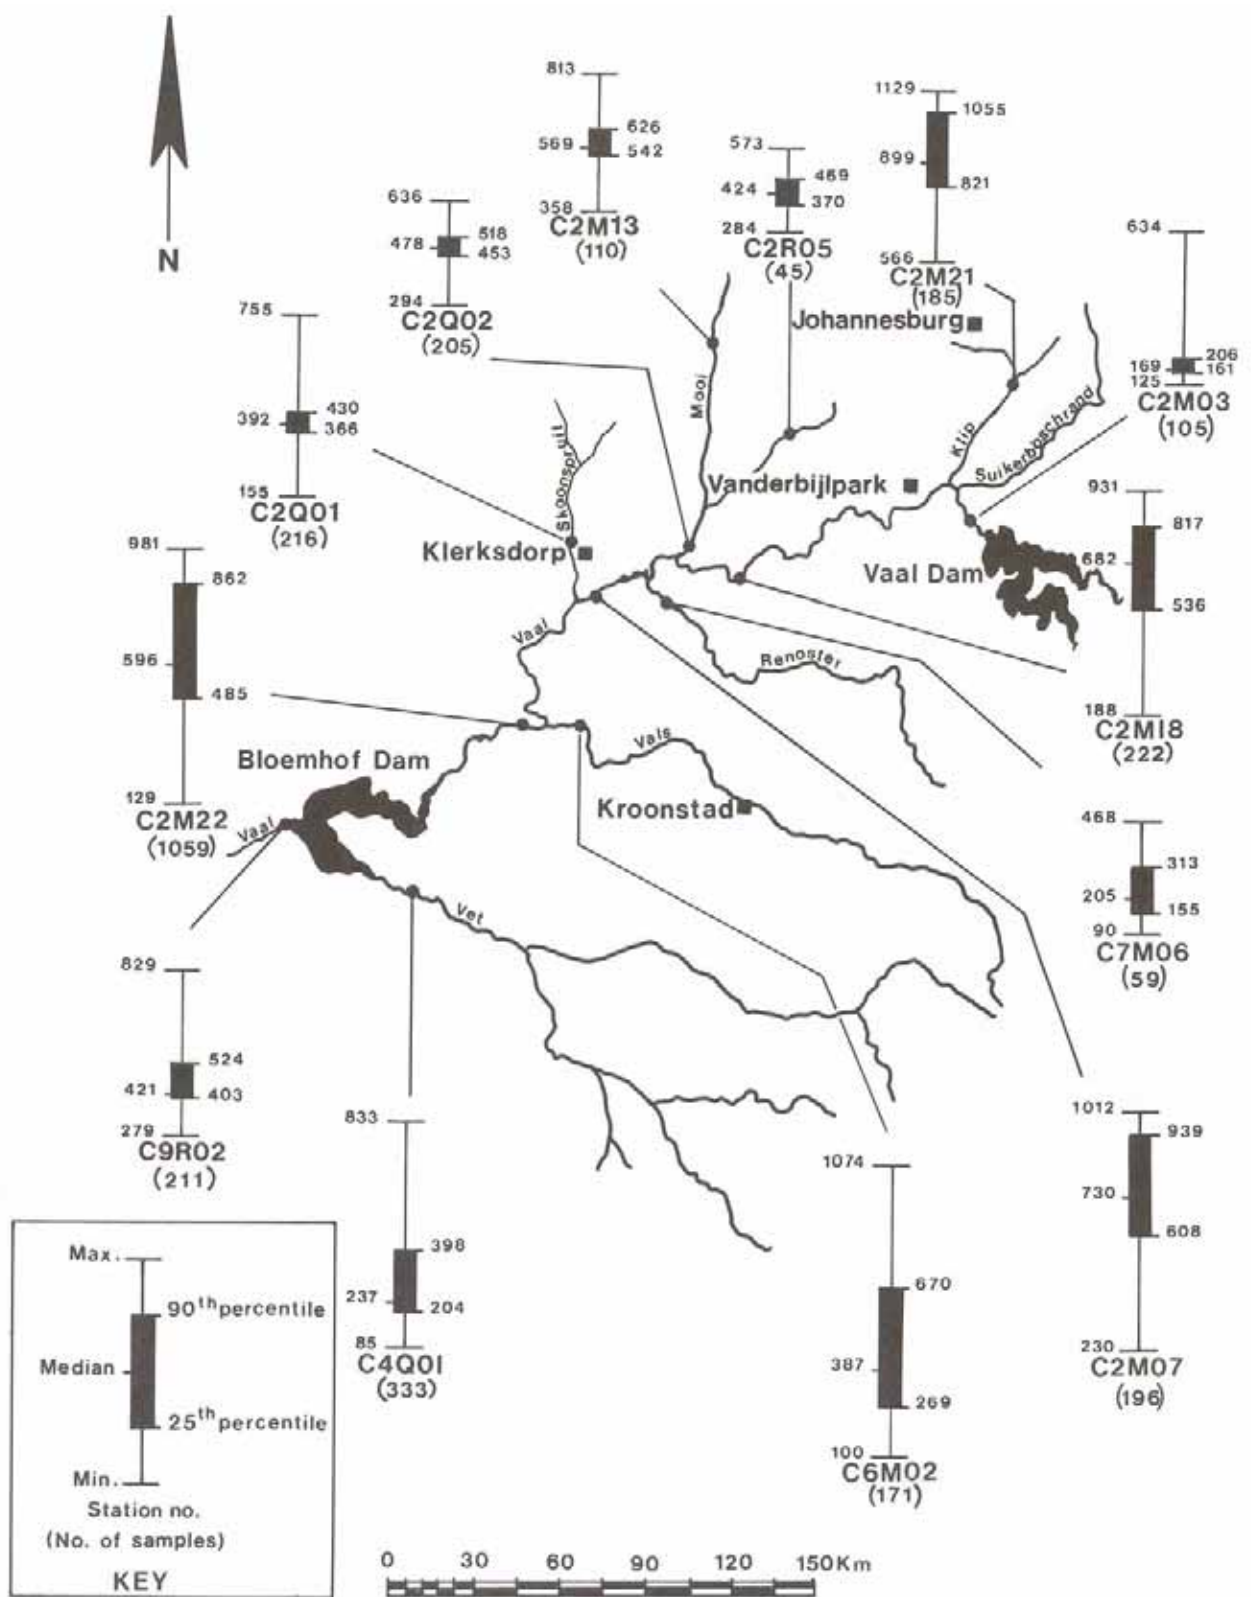 N
813
626
569
542
358
C2M13
(110)
573
469
424
370
284
C2R05
(45)
1129
1055
899
821
566
C2M21
(185)
634
206
169
161
125
C2M03
(105)
636
518
478
453
294
C2Q02
(205)
755
430
392
366
155
C2Q01
(216)
Johannesburg
Mooi
Klip
Suikerboschrand
Skoonspruit
Vanderbijlpark
Klerksdorp
Vaal Dam
931
817
682
536
188
C2M18
(222)
981
862
596
485
129
C2M22
(1059)
Vaal
Renoster
Bloemhof Dam
Vals
Kroonstad
Vaal
Vet
468
313
205
155
90
C7M06
(59)
829
524
421
403
279
C9R02
(211)
833
398
237
204
85
C4Q01
(333)
1074
670
387
269
100
C6M02
(171)
1012
939
730
608
230
C2M07
(196)
Max.
90th percentile
Median
25th percentile
Min.
Station no.
(No. of samples)
KEY
0 30 60 90 120 150Km